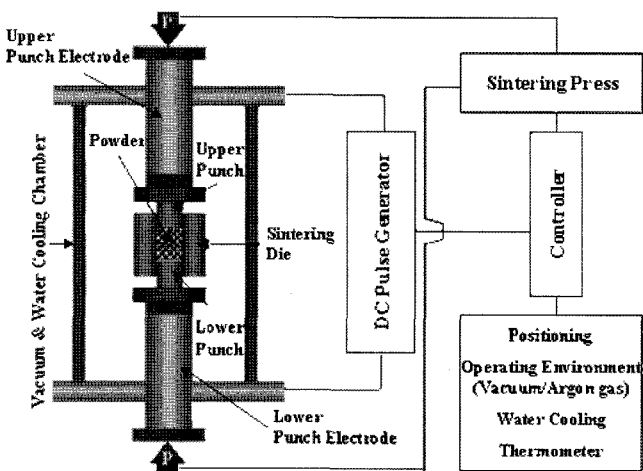 P
Upper
Punch Electrode
Powder
Upper
Punch
Sintering
Die
Vacuum & Water Cooling Chamber
Lower
Punch
Lower
Punch Electrode
P
DC Pulse Generator
Sintering Press
Controller
Positioning
Operating Environment
(Vacuum/Argon gas)
Water Cooling
Thermometer